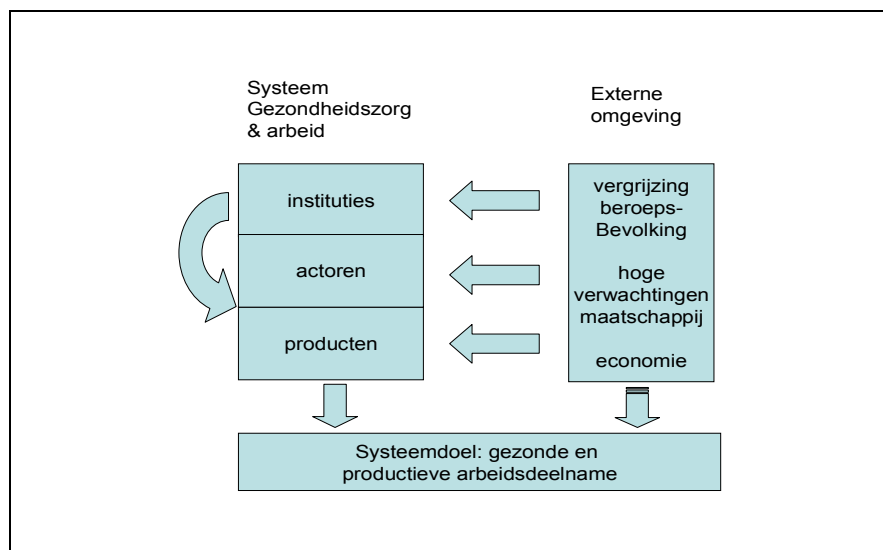 Systeem
Gezondheidszorg
& arbeid
instituties
actoren
producten
Externe
omgeving
vergrijzing
beroeps-
Bevolking
hoge
verwachtingen
maatschappij
economie
Systeemdoel: gezonde en
productieve arbeidsdeelname